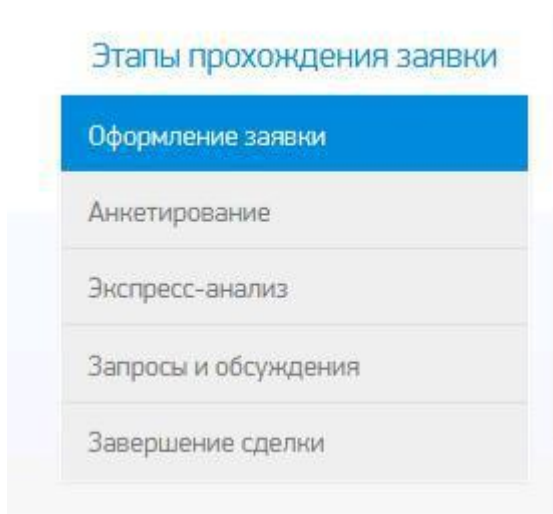 Этапы прохождения заявки
Оформление заявки
Анкетирование
Экспресс-анализ
Запросы и обсуждения
Завершение сделки